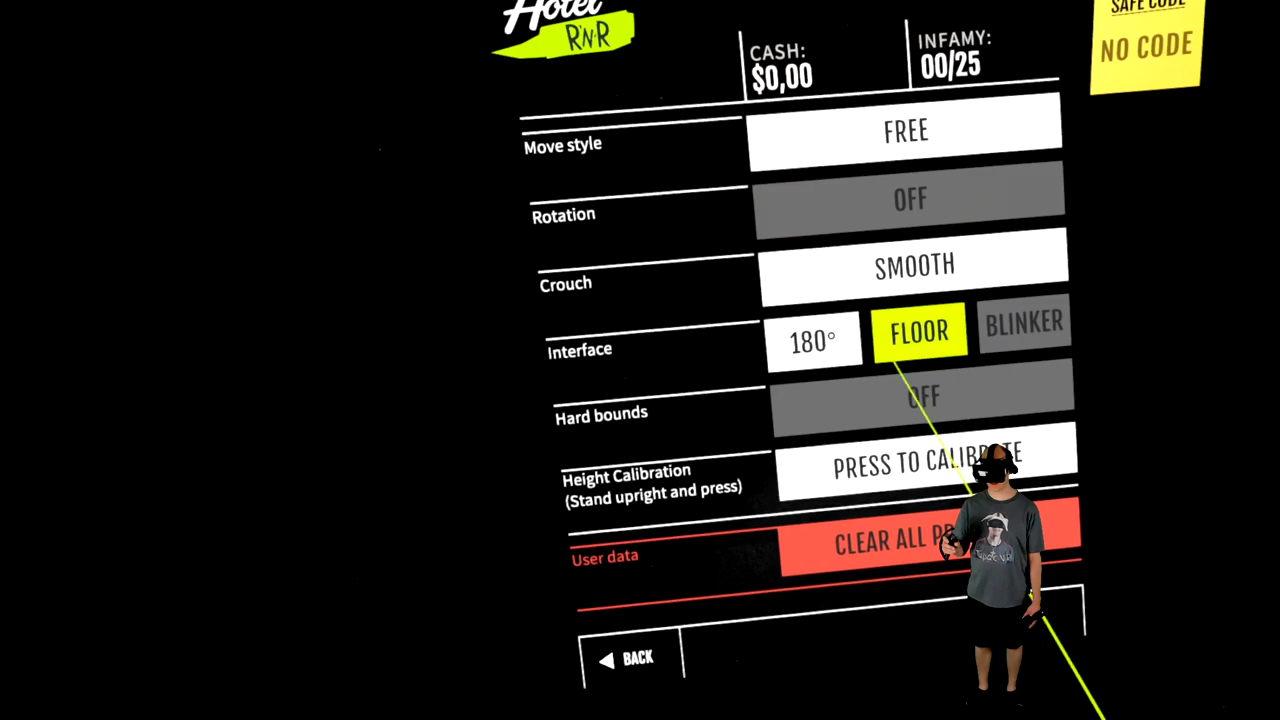 Hotel
R'N'R
CASH:
$0,00
INFAMY:
00/25
SAFE CODE
NO CODE
Move style
FREE
Rotation
OFF
Crouch
SMOOTH
Interface
180°
FLOOR
BLINKER
Hard bounds
OFF
Height Calibration
(Stand upright and press)
PRESS TO CALIBRATE
User data
CLEAR ALL
BACK